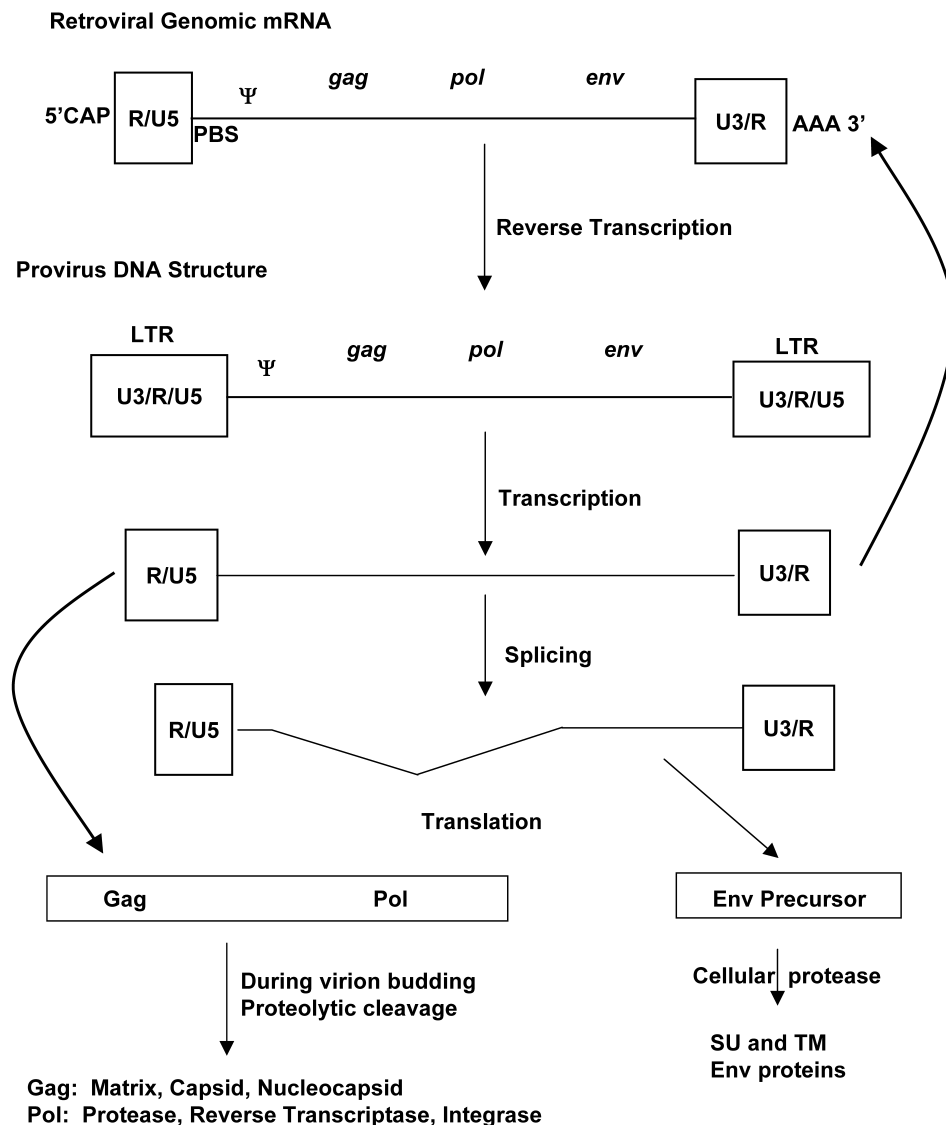 Retroviral Genomic mRNA
Ψ gag pol env
5’CAP R/U5 PBS U3/R AAA 3’
Reverse Transcription
Provirus DNA Structure
LTR LTR
Ψ gag pol env
U3/R/U5 U3/R/U5
Transcription
R/U5 U3/R
Splicing
R/U5 U3/R
Translation
Gag Pol
Env Precursor
During virion budding
Proteolytic cleavage
Cellular protease
SU and TM
Env proteins
Gag: Matrix, Capsid, Nucleocapsid
Pol: Protease, Reverse Transcriptase, Integrase